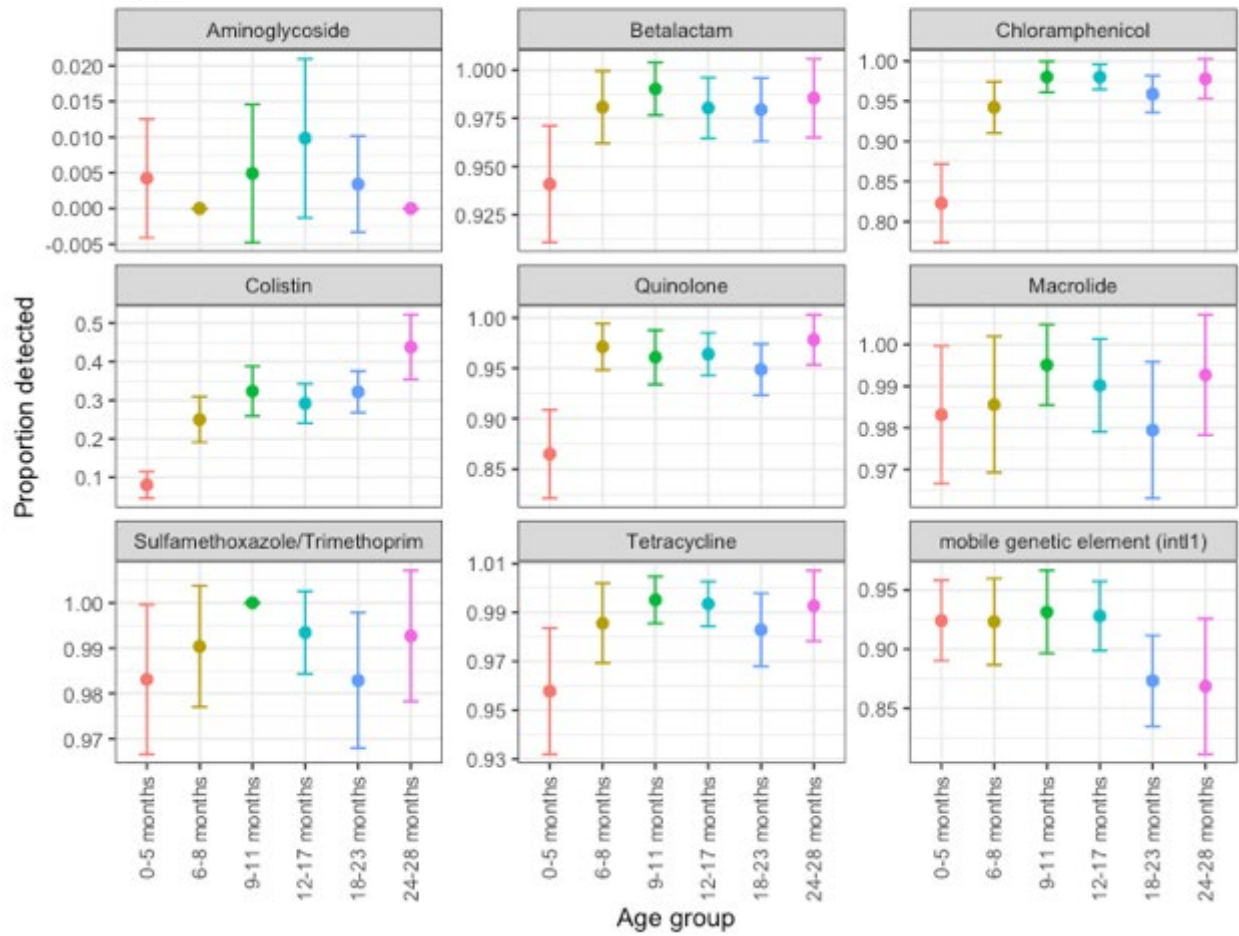 Aminoglycoside
Betalactam
Chloramphenicol
0.020
0.015
0.010
0.005
0.000
-0.005
1.000
0.975
0.950
0.925
1.00
0.95
0.90
0.85
0.80
Colistin
Quinolone
Macrolide
0.5
0.4
0.3
0.2
0.1
1.00
0.95
0.90
0.85
1.00
0.99
0.98
0.97
Proportion detected
Sulfamethoxazole/Trimethoprim
Tetracycline
mobile genetic element (intl1)
1.00
0.99
0.98
0.97
1.01
0.99
0.97
0.95
0.93
0.95
0.90
0.85
0-5 months
6-8 months
9-11 months
12-17 months
18-23 months
24-28 months
0-5 months
6-8 months
9-11 months
12-17 months
18-23 months
24-28 months
0-5 months
6-8 months
9-11 months
12-17 months
18-23 months
24-28 months
Age group